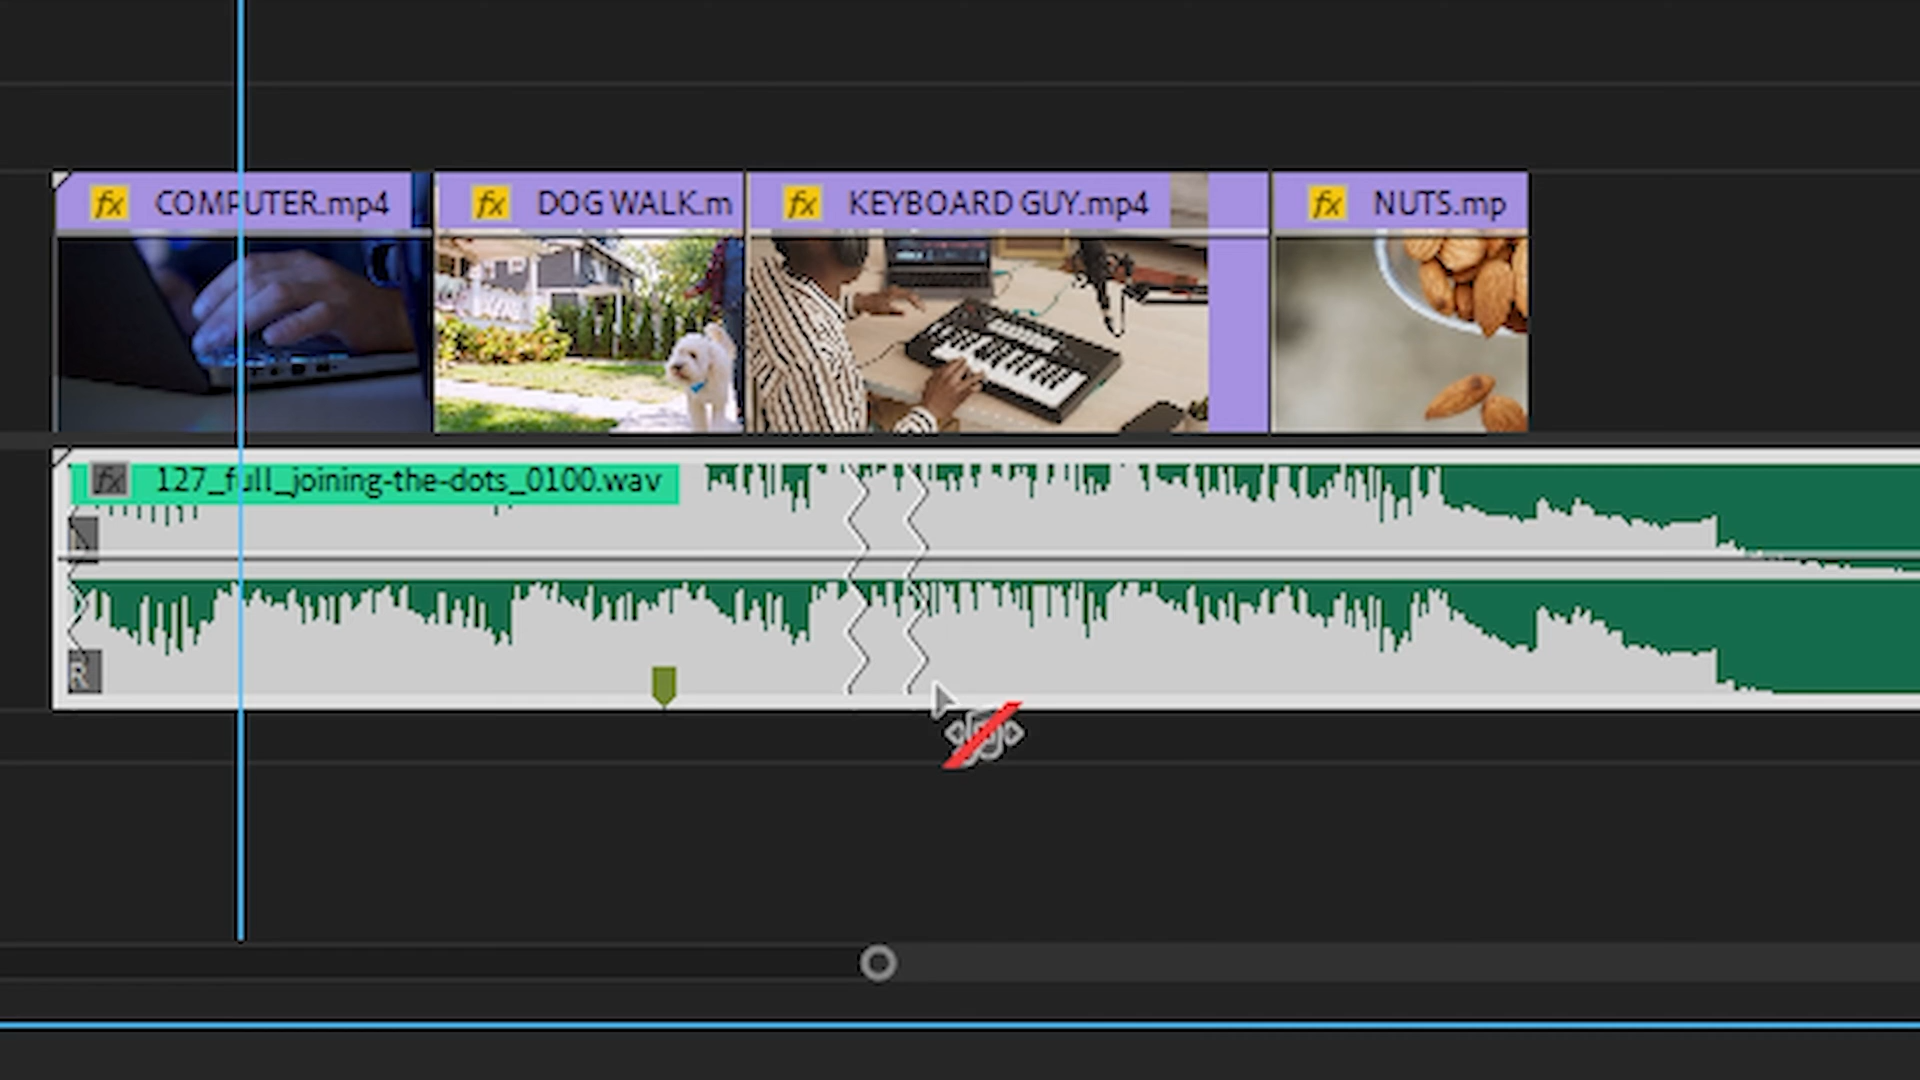 fx COMPUTER.mp4
fx DOG WALK.m
fx KEYBOARD GUY.mp4
fx NUTS.mp
fx 127_full_joining-the-dots_0100.wav
R